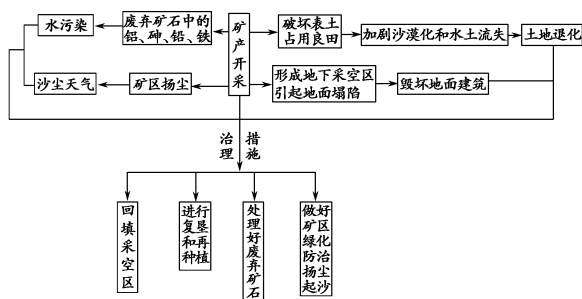 水污染
废弃矿石中的
铝、砷、铅、铁
矿产开采
破坏表土
占用良田
加剧沙漠化和水土流失
土地退化
沙尘天气
矿区扬尘
形成地下采空区
引起地面塌陷
毁坏地面建筑
治理措施
回填采空区
进行
复垦
和再
种植
处理好废弃矿石
做好
矿区
绿化
防治
扬尘
起沙